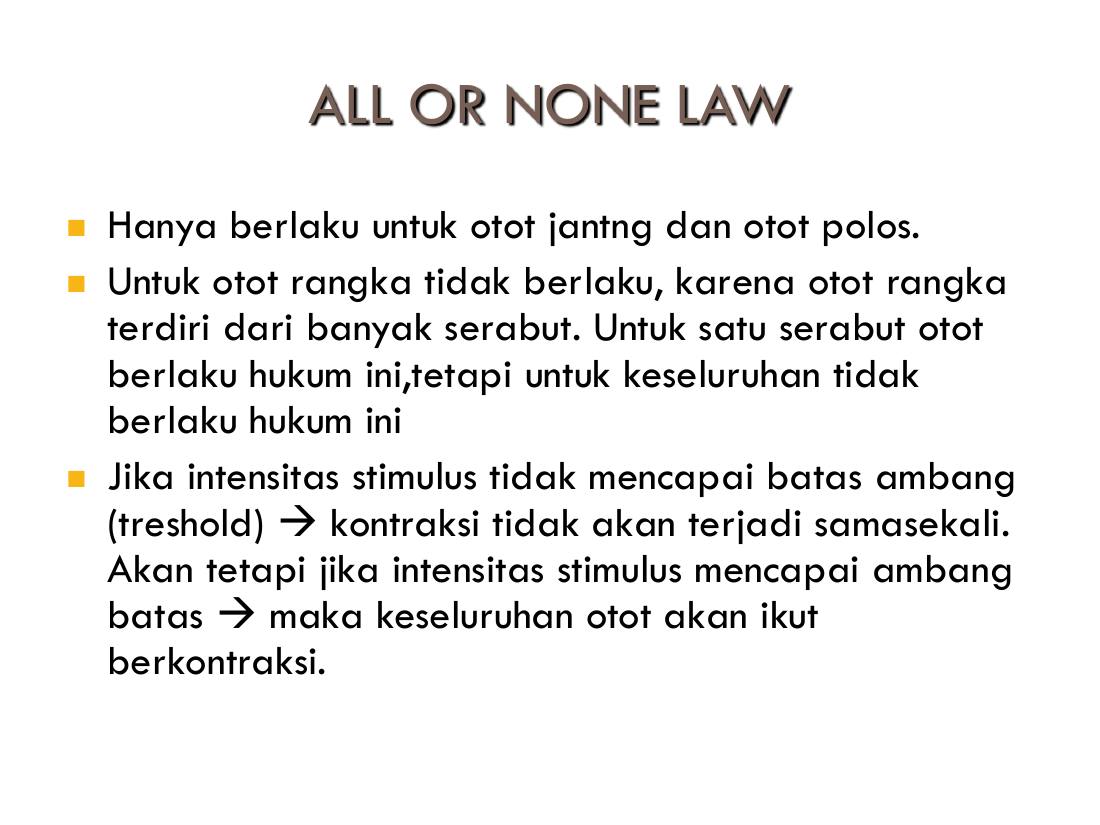 ALL OR NONE LAW
Hanya berlaku untuk otot jantng dan otot polos.
Untuk otot rangka tidak berlaku, karena otot rangka
terdiri dari banyak serabut. Untuk satu serabut otot
berlaku hukum ini,tetapi untuk keseluruhan tidak
berlaku hukum ini
Jika intensitas stimulus tidak mencapai batas ambang
(treshold) → kontraksi tidak akan terjadi samasekali.
Akan tetapi jika intensitas stimulus mencapai ambang
batas → maka keseluruhan otot akan ikut
berkontraksi.